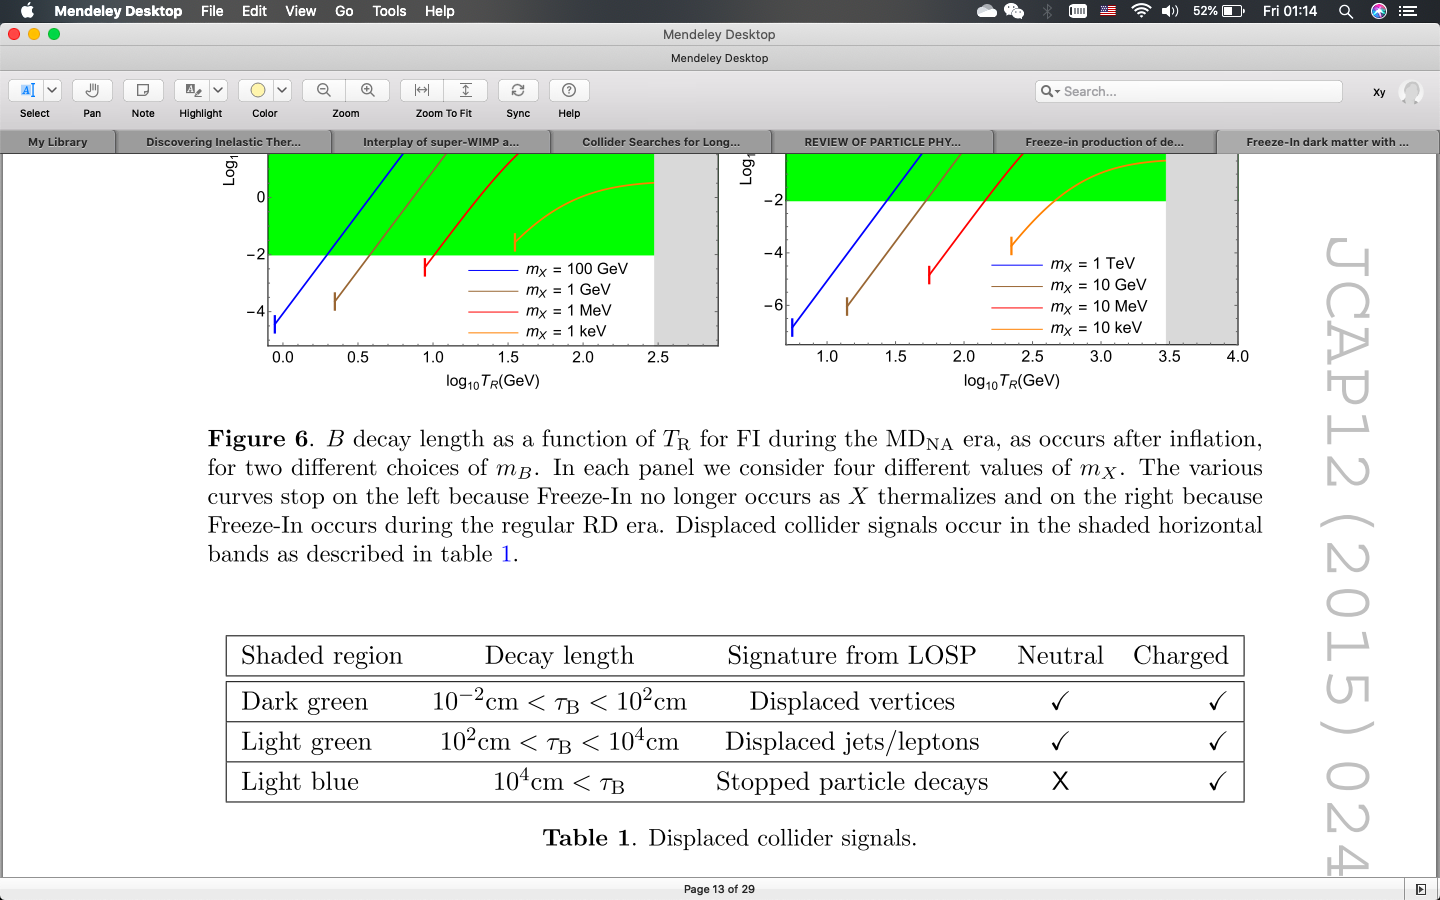 Mendeley Desktop File Edit View Go Tools Help 52% Fri 01:14
Mendeley Desktop
Mendeley Desktop
Select Pan Note Highlight Color Zoom Zoom To Fit Sync Help Search... Xy
My Library Discovering Inelastic Ther... Interplay of super-WIMP a... Collider Searches for Long... REVIEW OF PARTICLE PHY... Freeze-in production of de... Freeze-In dark matter with ...
0
−2
−4
m_X = 100 GeV
m_X = 1 GeV
m_X = 1 MeV
m_X = 1 keV
0.0 0.5 1.0 1.5 2.0 2.5
log₁₀T_R(GeV)
−2
−4
−6
m_X = 1 TeV
m_X = 10 GeV
m_X = 10 MeV
m_X = 10 keV
1.0 1.5 2.0 2.5 3.0 3.5 4.0
log₁₀T_R(GeV)
Figure 6. B decay length as a function of T_R for FI during the MD_NA era, as occurs after inflation,
for two different choices of m_B. In each panel we consider four different values of m_X. The various
curves stop on the left because Freeze-In no longer occurs as X thermalizes and on the right because
Freeze-In occurs during the regular RD era. Displaced collider signals occur in the shaded horizontal
bands as described in table 1.
Shaded region Decay length Signature from LOSP Neutral Charged
Dark green 10⁻²cm < τ_B < 10²cm Displaced vertices ✓ ✓
Light green 10²cm < τ_B < 10⁴cm Displaced jets/leptons ✓ ✓
Light blue 10⁴cm < τ_B Stopped particle decays X ✓
Table 1. Displaced collider signals.
JCAP12(2015)024
Page 13 of 29